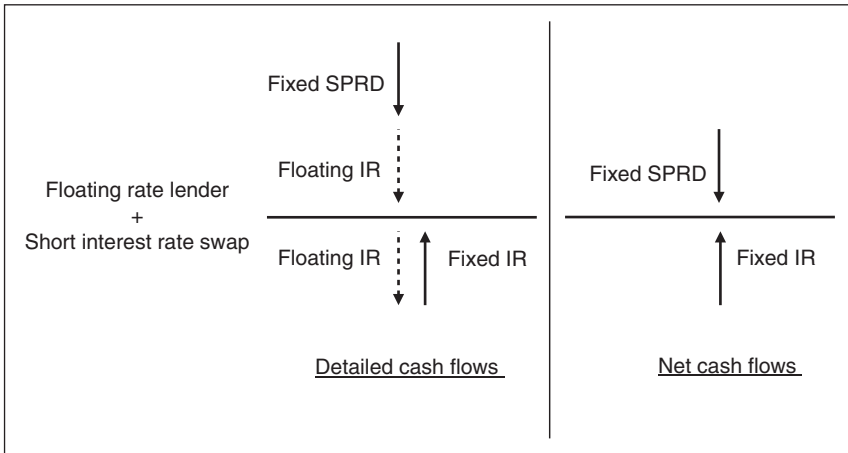 Floating rate lender
+
Short interest rate swap
Fixed SPRD
Floating IR
Floating IR
Fixed IR
Detailed cash flows
Fixed SPRD
Fixed IR
Net cash flows